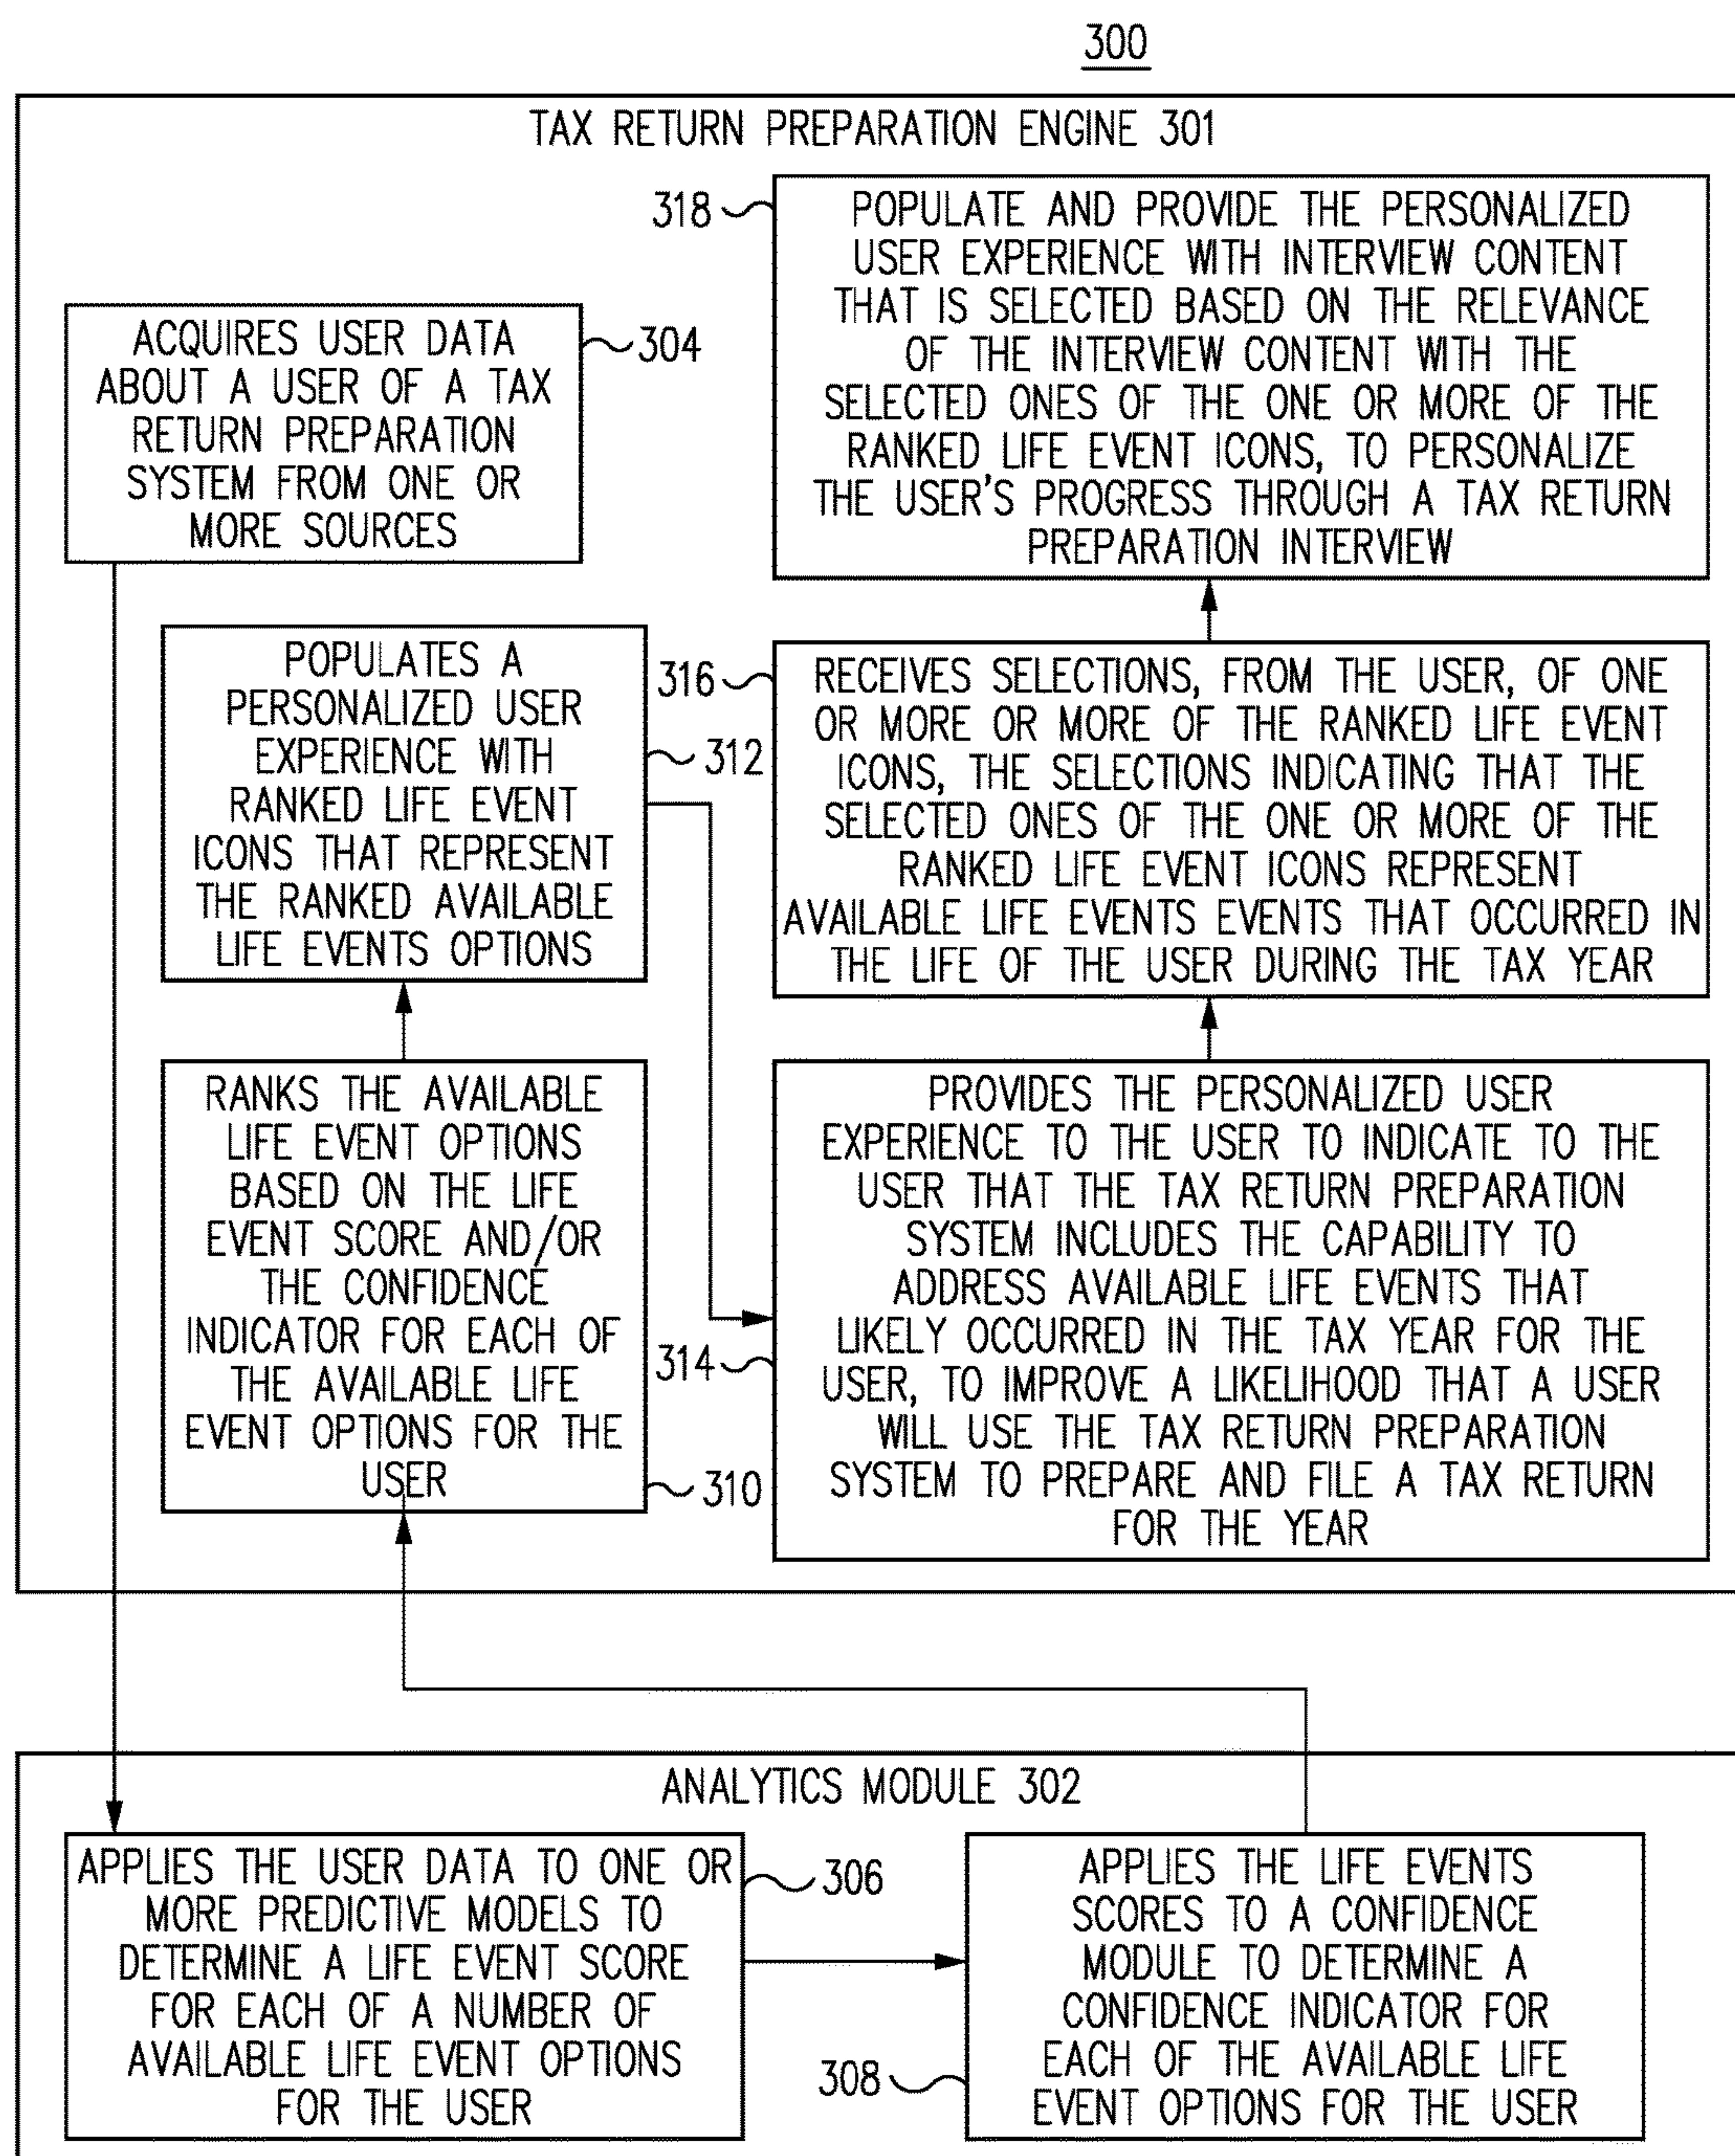 300
TAX RETURN PREPARATION ENGINE 301
ACQUIRES USER DATA
ABOUT A USER OF A TAX
RETURN PREPARATION
SYSTEM FROM ONE OR
MORE SOURCES
304
APPLIES THE USER DATA TO ONE OR
MORE PREDICTIVE MODELS TO
DETERMINE A LIFE EVENT SCORE
FOR EACH OF A NUMBER OF
AVAILABLE LIFE EVENT OPTIONS
FOR THE USER
306
ANALYTICS MODULE 302
APPLIES THE LIFE EVENTS
SCORES TO A CONFIDENCE
MODULE TO DETERMINE A
CONFIDENCE INDICATOR FOR
EACH OF THE AVAILABLE LIFE
EVENT OPTIONS FOR THE USER
308
RANKS THE AVAILABLE
LIFE EVENT OPTIONS
BASED ON THE LIFE
EVENT SCORE AND/OR
THE CONFIDENCE
INDICATOR FOR EACH OF
THE AVAILABLE LIFE
EVENT OPTIONS FOR THE
USER
310
POPULATES A
PERSONALIZED USER
EXPERIENCE WITH
RANKED LIFE EVENT
ICONS THAT REPRESENT
THE RANKED AVAILABLE
LIFE EVENTS OPTIONS
312
PROVIDES THE PERSONALIZED USER
EXPERIENCE TO THE USER TO INDICATE TO THE
USER THAT THE TAX RETURN PREPARATION
SYSTEM INCLUDES THE CAPABILITY TO
ADDRESS AVAILABLE LIFE EVENTS THAT
LIKELY OCCURRED IN THE TAX YEAR FOR THE
USER, TO IMPROVE A LIKELIHOOD THAT A USER
WILL USE THE TAX RETURN PREPARATION
SYSTEM TO PREPARE AND FILE A TAX RETURN
FOR THE YEAR
314
RECEIVES SELECTIONS, FROM THE USER, OF ONE
OR MORE OR MORE OF THE RANKED LIFE EVENT
ICONS, THE SELECTIONS INDICATING THAT THE
SELECTED ONES OF THE ONE OR MORE OF THE
RANKED LIFE EVENT ICONS REPRESENT
AVAILABLE LIFE EVENTS EVENTS THAT OCCURRED IN
THE LIFE OF THE USER DURING THE TAX YEAR
316
POPULATE AND PROVIDE THE PERSONALIZED
USER EXPERIENCE WITH INTERVIEW CONTENT
THAT IS SELECTED BASED ON THE RELEVANCE
OF THE INTERVIEW CONTENT WITH THE
SELECTED ONES OF THE ONE OR MORE OF THE
RANKED LIFE EVENT ICONS, TO PERSONALIZE
THE USER'S PROGRESS THROUGH A TAX RETURN
PREPARATION INTERVIEW
318